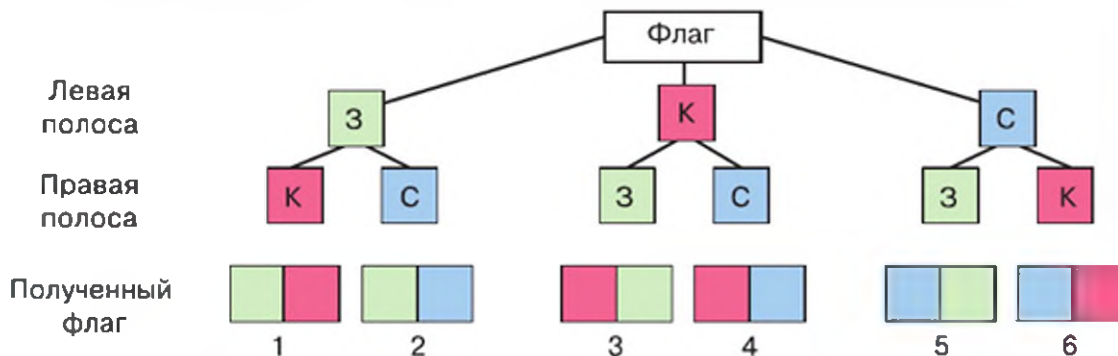 Флаг
Левая
полоса
З К С
Правая
полоса
К С З С З К
Полученный
флаг
1 2 3 4 5 6